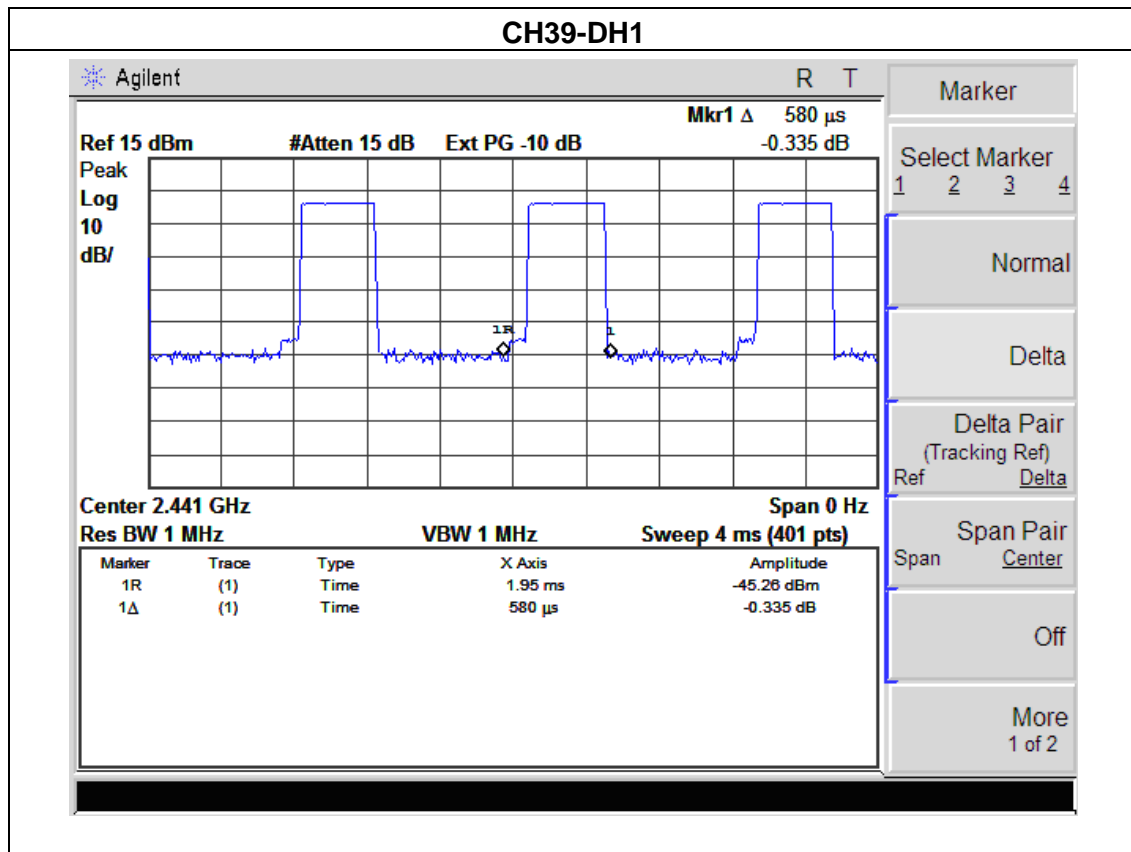 CH39-DH1
Agilent
R T
Mkr1 Δ 580 μs
Ref 15 dBm #Atten 15 dB Ext PG -10 dB -0.335 dB
Peak
Log
10
dB/
1R
1
Center 2.441 GHz Span 0 Hz
Res BW 1 MHz VBW 1 MHz Sweep 4 ms (401 pts)
Marker Trace Type X Axis Amplitude
1R (1) Time 1.95 ms -45.26 dBm
1Δ (1) Time 580 μs -0.335 dB
Marker
Select Marker
1 2 3 4
Normal
Delta
Delta Pair
(Tracking Ref)
Ref Delta
Span Pair
Span Center
Off
More
1 of 2